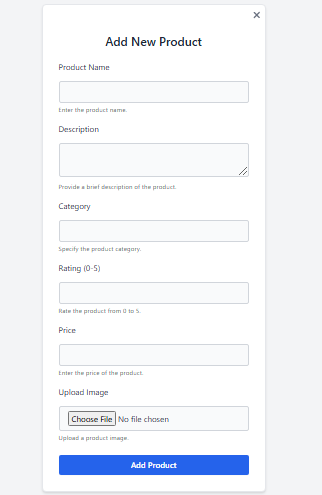 ×
Add New Product
Product Name
Enter the product name.
Description
Provide a brief description of the product.
Category
Specify the product category.
Rating (0-5)
Rate the product from 0 to 5.
Price
Enter the price of the product.
Upload Image
Choose File No file chosen
Upload a product image.
Add Product